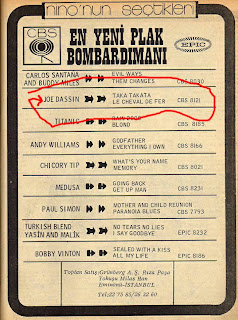 nino'nun seçtikleri
CBS
EN YENİ PLAK
BOMBARDIMANI
EPIC
CARLOS SANTANA AND BUDDY MILES EVIL WAYS THEM CHANGES CBS 8030
JOE DASSIN TAKA TAKATA LE CHEVAL DE FER CBS 8121
TITANIC RAIN BLOND CBS 8185
ANDY WILLIAMS GODFATHER EVERYTHING I OWN CBS 8166
CHICORY TIP WHAT'S YOUR NAME MEMORY CBS 8021
MEDUSA GOING BACK GET UP MAN CBS 8231
PAUL SIMON MOTHER AND CHILD REUNION PARANOIA BLUES CBS 7793
TURKISH BLEND YASİN AND MALİK NO TEARS NO LIES I SAY GOODBYE EPIC 8232
BOBBY VINTON SEALED WITH A KISS ALL MY LIFE EPIC 8186
Toptan Satış:Grünberg A.Ş. Rıza Paşa
Yokuşu Milas Han
Eminönü-İSTANBUL
Tel:22 75 85/26 32 60